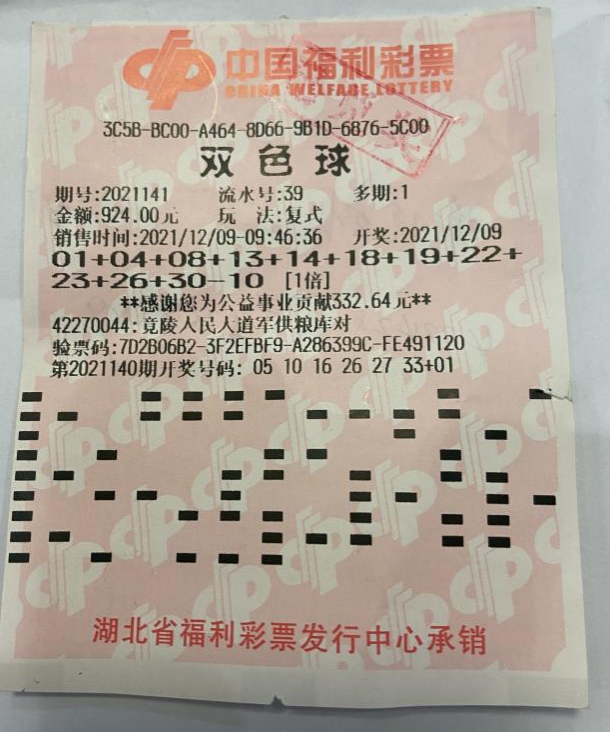 中国福利彩票
CHINA WELFARE LOTTERY
3C5B-BC00-A464-8D66-9B1D-6876-5C00
双色球
期号:2021141 流水号:39 多期:1
金额:924.00元 玩 法:复式
销售时间:2021/12/09-09:46:36 开奖:2021/12/09
01+04+08+13+14+18+19+22+
23+26+30-10 [1倍]
**感谢您为公益事业贡献332.64元**
42270044:竟陵人民人道军供粮库对
验票码:7D2B06B2-3F2EFBF9-A286399C-FE491120
第2021140期开奖号码: 05 10 16 26 27 33+01
湖北省福利彩票发行中心承销